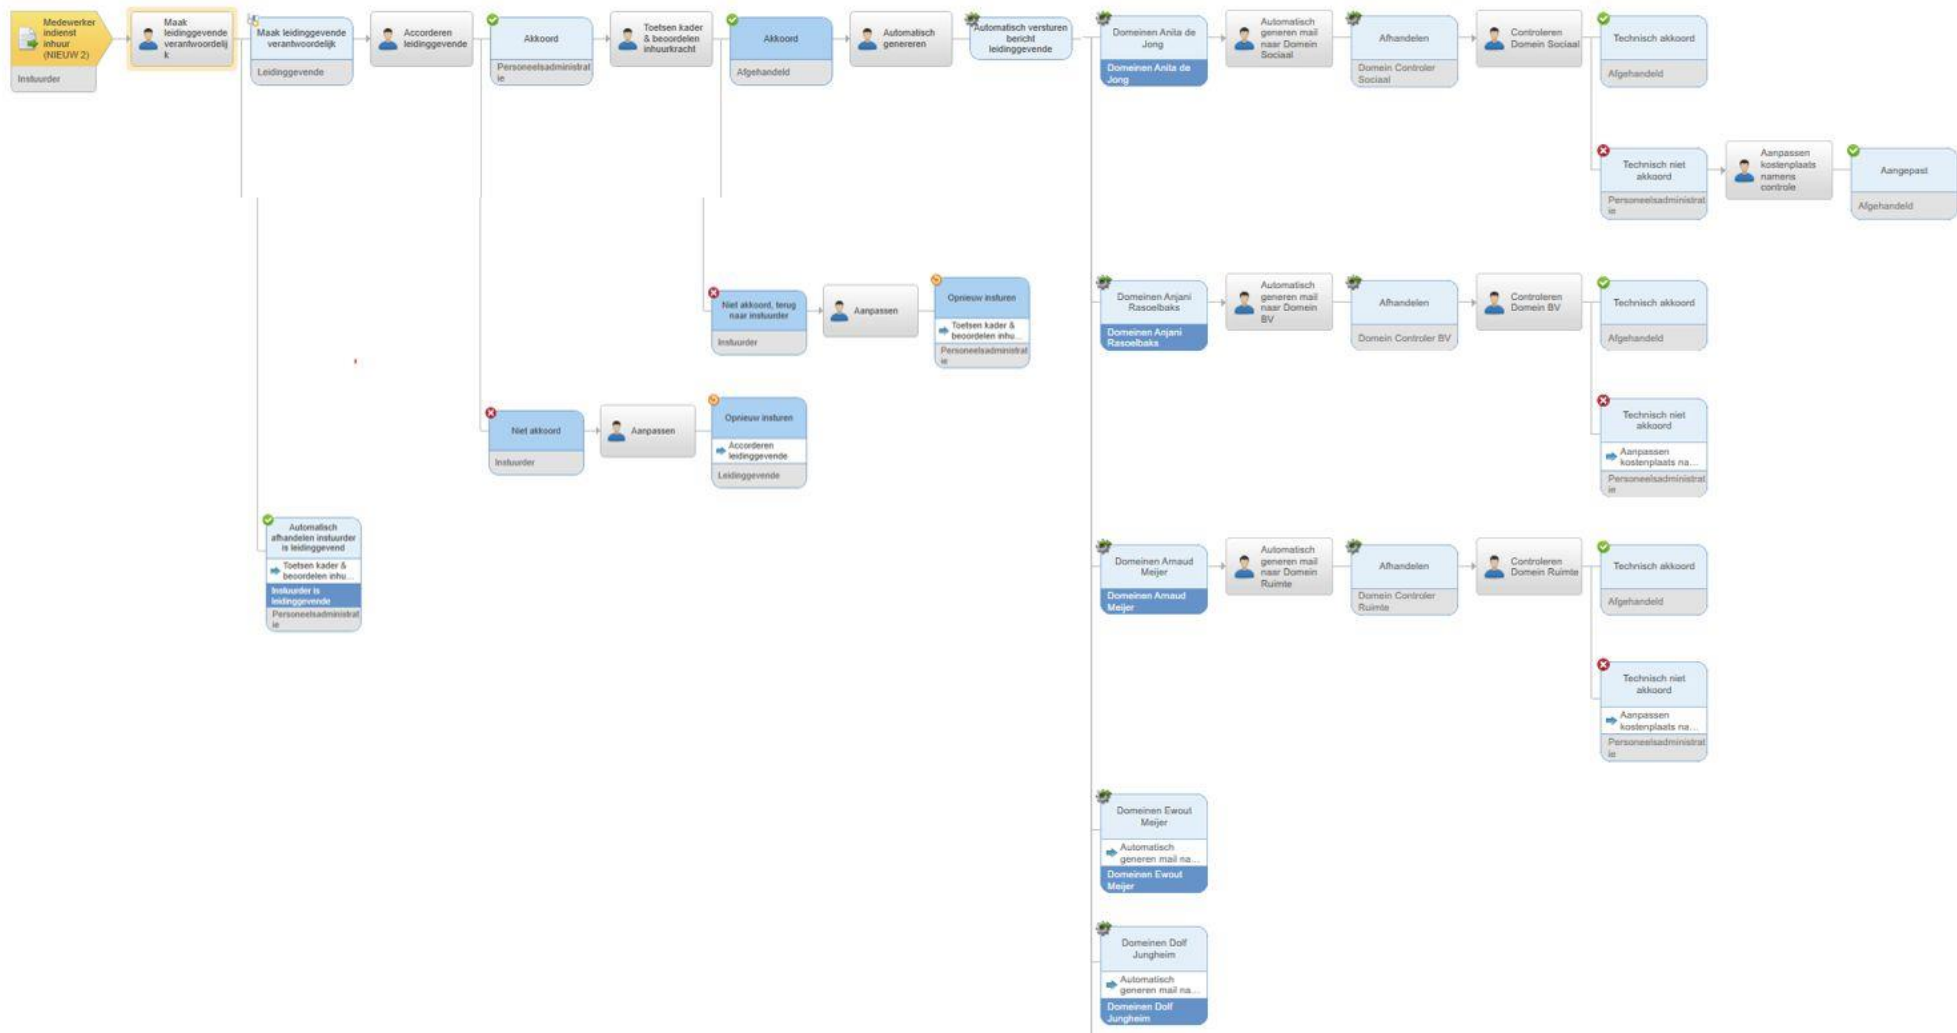 Medewerker
indienst
inhuur
(NIEUW 2)
Instuurder
Maak
leidinggevende
verantwoordelij
k
Maak leidinggevende
verantwoordelijk
Leidinggevende
Accorderen
leidinggevende
Akkoord
Personeelsadministrat
ie
Toetsen kader
& beoordelen
inhuurkracht
Akkoord
Afgehandeld
Automatisch
genereren
Automatisch versturen
bericht
leidinggevende
Domeinen Anita de
Jong
Domeinen Anita de
Jong
Automatisch
generen mail
naar Domein
Sociaal
Afhandelen
Domein Controler
Sociaal
Controleren
Domein Sociaal
Technisch akkoord
Afgehandeld
Technisch niet
akkoord
Personeelsadministrat
ie
Aanpassen
kostenplaats
namens
controle
Aangepast
Afgehandeld
Niet akkoord, terug
naar instuurder
Instuurder
Aanpassen
Opnieuw insturen
Toetsen kader &
beoordelen inhu...
Personeelsadministrat
ie
Domeinen Anjani
Rasoelbaks
Domeinen Anjani
Rasoelbaks
Automatisch
generen mail
naar Domein
BV
Afhandelen
Domein Controler BV
Controleren
Domein BV
Technisch akkoord
Afgehandeld
Niet akkoord
Instuurder
Aanpassen
Opnieuw insturen
Accorderen
leidinggevende
Leidinggevende
Technisch niet
akkoord
Aanpassen
kostenplaats na...
Personeelsadministrat
ie
Automatisch
afhandelen instuurder
is leidinggevend
Toetsen kader &
beoordelen inhu...
Instuurder is
leidinggevende
Personeelsadministrat
ie
Domeinen Arnaud
Meijer
Domeinen Arnaud
Meijer
Automatisch
generen mail
naar Domein
Ruimte
Afhandelen
Domein Controler
Ruimte
Controleren
Domein Ruimte
Technisch akkoord
Afgehandeld
Technisch niet
akkoord
Aanpassen
kostenplaats na...
Personeelsadministrat
ie
Domeinen Ewout
Meijer
Automatisch
generen mail na...
Domeinen Ewout
Meijer
Domeinen Dolf
Jungheim
Automatisch
generen mail na...
Domeinen Dolf
Jungheim